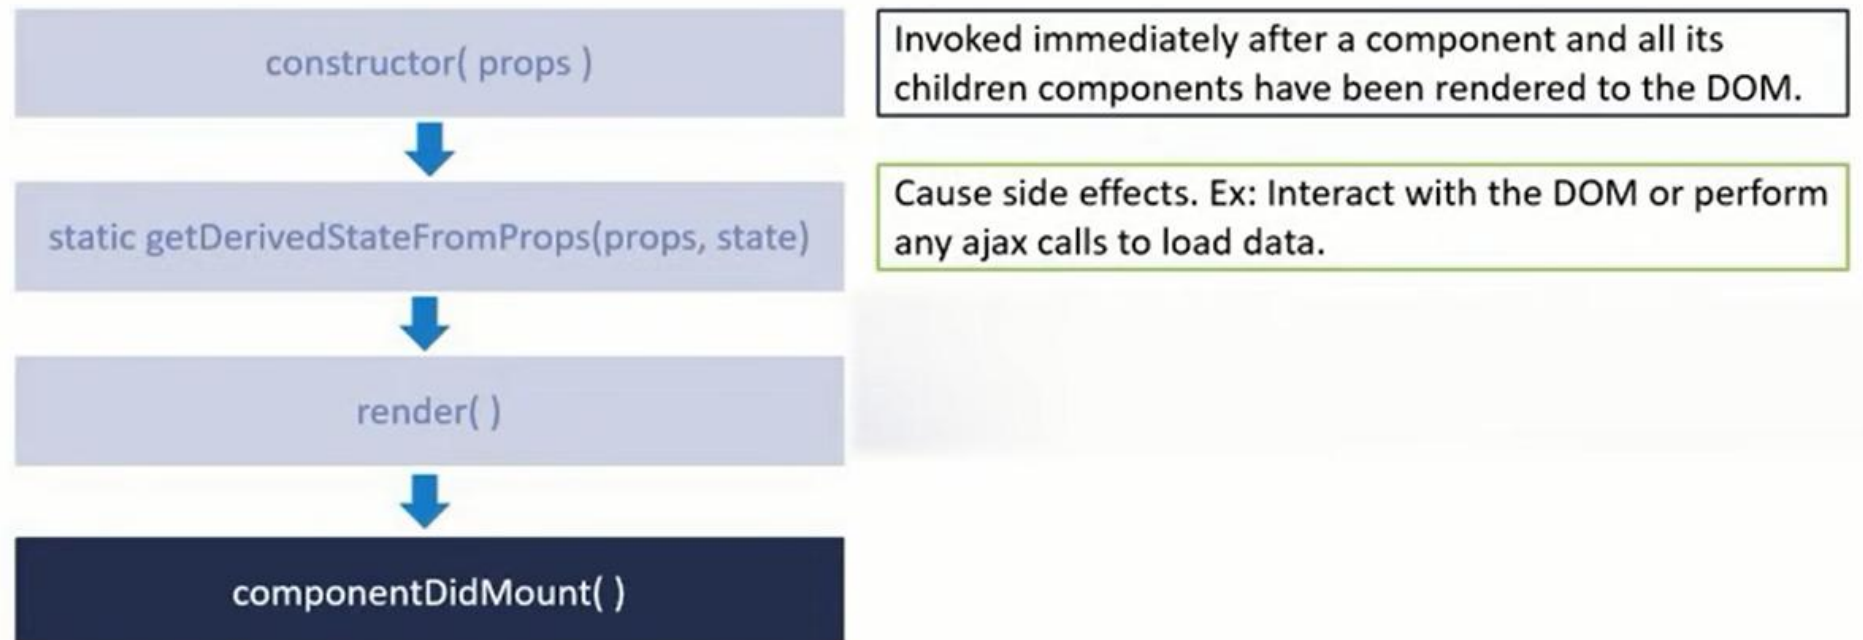 constructor( props )
Invoked immediately after a component and all its
children components have been rendered to the DOM.
static getDerivedStateFromProps(props, state)
Cause side effects. Ex: Interact with the DOM or perform
any ajax calls to load data.
render( )
componentDidMount( )